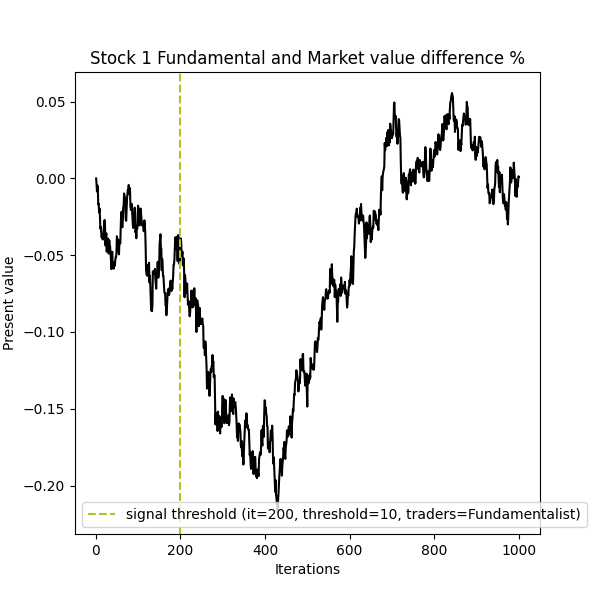 Stock 1 Fundamental and Market value difference %
Present value
0.05
0.00
−0.05
−0.10
−0.15
−0.20
signal threshold (it=200, threshold=10, traders=Fundamentalist)
0 200 400 600 800 1000
Iterations